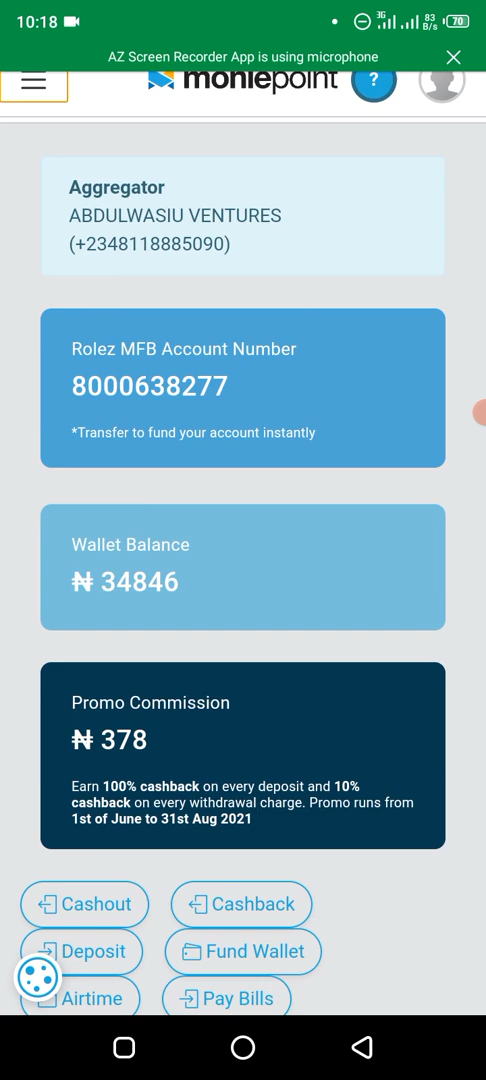 10:18 3G 83 B/s 70
AZ Screen Recorder App is using microphone
moniepoint ?
Aggregator
ABDULWASIU VENTURES
(+2348118885090)
Rolez MFB Account Number
8000638277
*Transfer to fund your account instantly
Wallet Balance
₦ 34846
Promo Commission
₦ 378
Earn 100% cashback on every deposit and 10%
cashback on every withdrawal charge. Promo runs from
1st of June to 31st Aug 2021
Cashout Cashback
Deposit Fund Wallet
Airtime Pay Bills